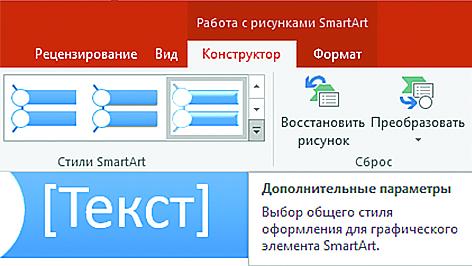 Работа с рисунками SmartArt
Рецензирование Вид Конструктор Формат
Восстановить рисунок
Преобразовать
Стили SmartArt
Сброс
[Текст]
Дополнительные параметры
Выбор общего стиля
оформления для графического
элемента SmartArt.